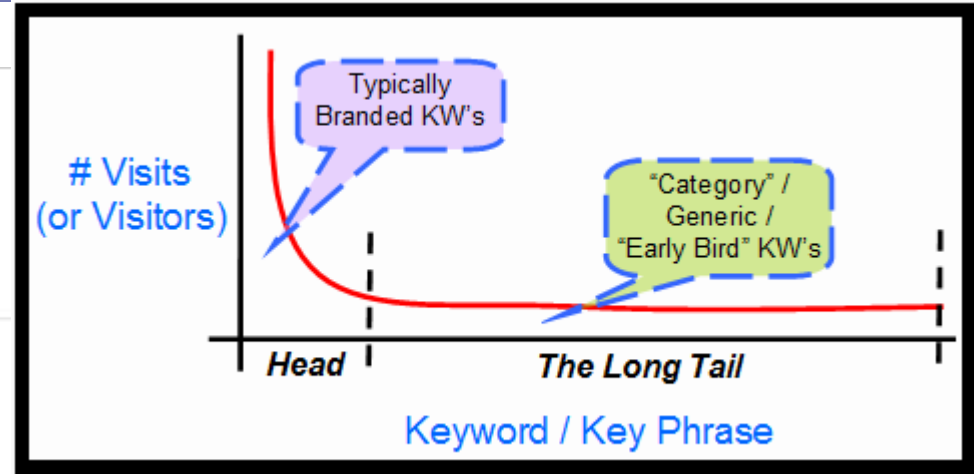 Typically
Branded KW's
# Visits
(or Visitors)
“Category” /
Generic /
“Early Bird” KW's
Head
The Long Tail
Keyword / Key Phrase